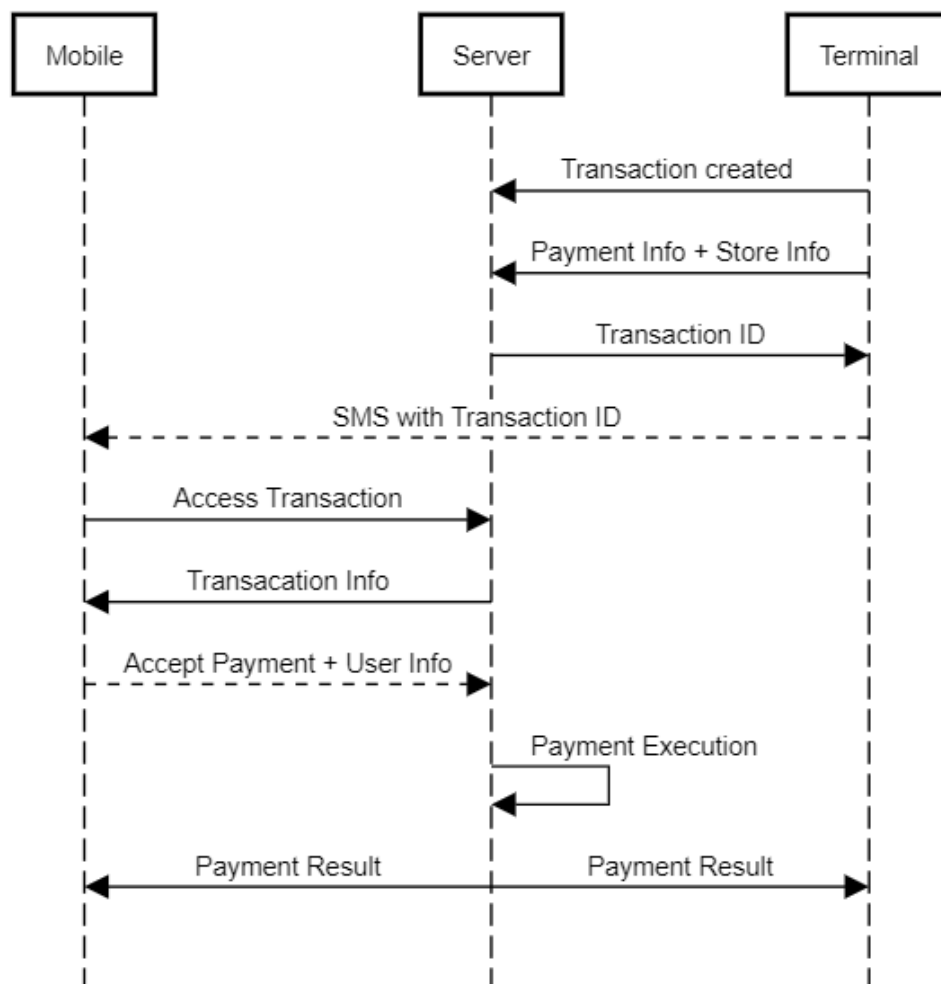 Mobile
Server
Terminal
Transaction created
Payment Info + Store Info
Transaction ID
SMS with Transaction ID
Access Transaction
Transacation Info
Accept Payment + User Info
Payment Execution
Payment Result
Payment Result